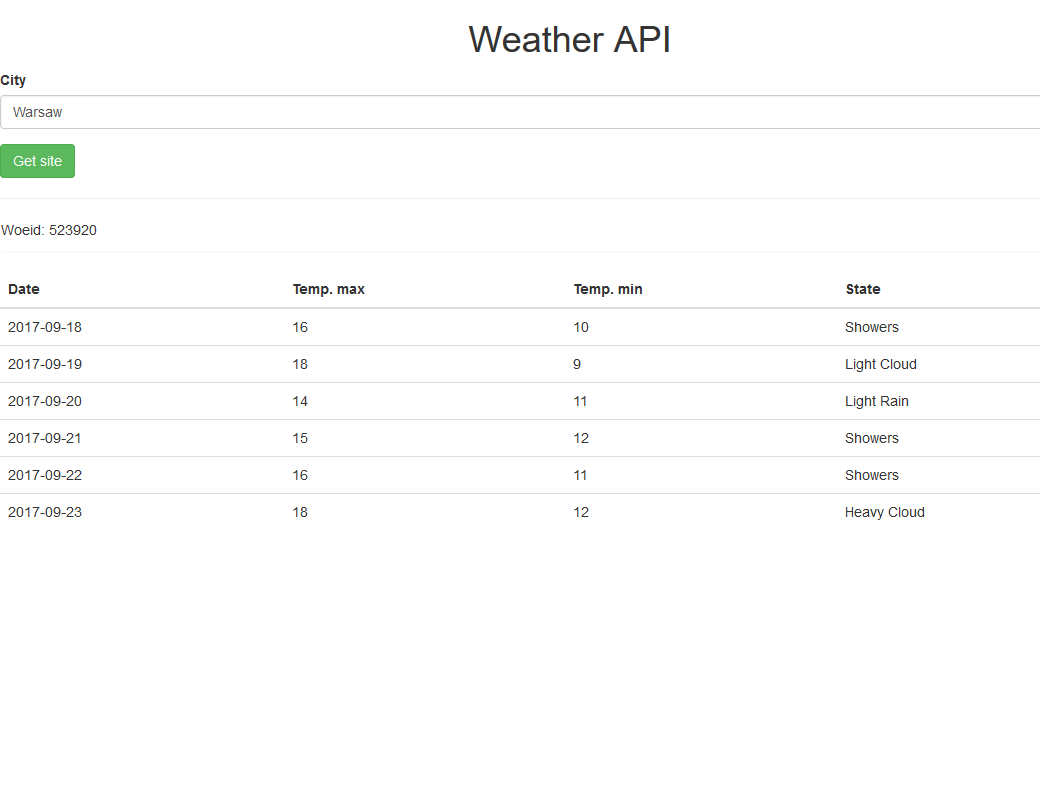 Weather API
City
Warsaw
Get site
Woeid: 523920
Date Temp. max Temp. min State
2017-09-18 16 10 Showers
2017-09-19 18 9 Light Cloud
2017-09-20 14 11 Light Rain
2017-09-21 15 12 Showers
2017-09-22 16 11 Showers
2017-09-23 18 12 Heavy Cloud